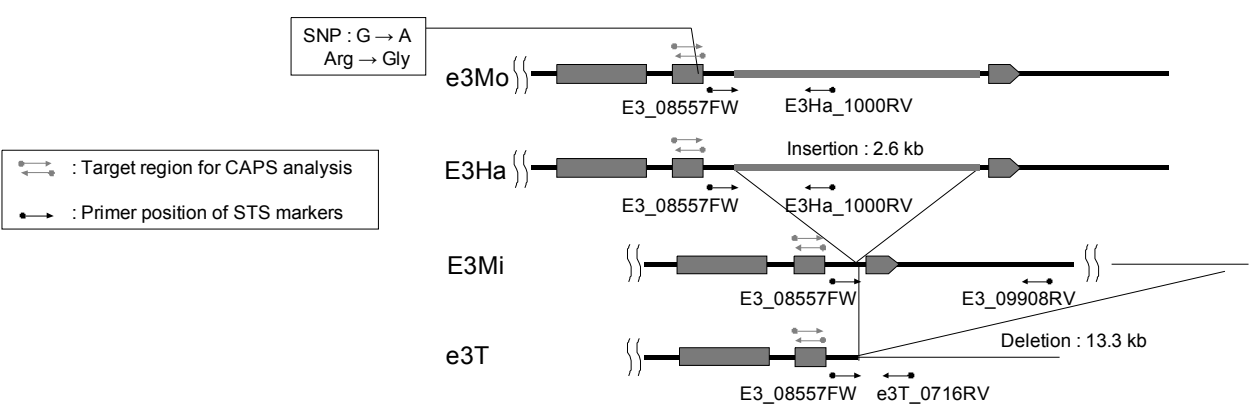 SNP : G → A
Arg → Gly
e3Mo
E3_08557FW
E3Ha_1000RV
: Target region for CAPS analysis
: Primer position of STS markers
Insertion : 2.6 kb
E3Ha
E3_08557FW
E3Ha_1000RV
E3Mi
E3_08557FW
E3_09908RV
Deletion : 13.3 kb
e3T
E3_08557FW
e3T_0716RV